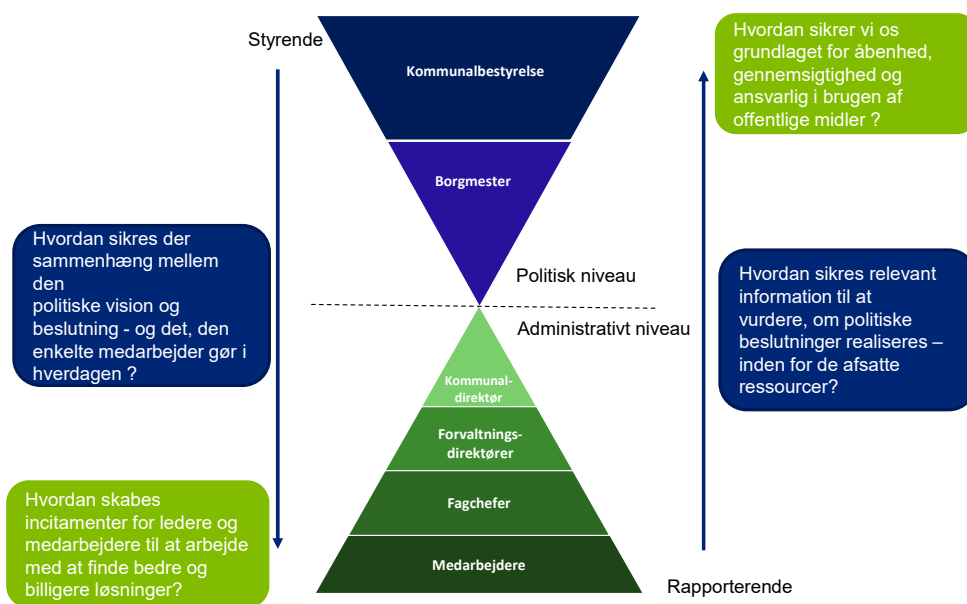 Styrende
Kommunalbestyrelse
Hvordan sikrer vi os
grundlaget for åbenhed,
gennemsigtighed og
ansvarlig i brugen af
offentlige midler ?
Borgmester
Hvordan sikres der
sammenhæng mellem
den
politiske vision og
beslutning - og det, den
enkelte medarbejder gør i
hverdagen ?
Politisk niveau
Administrativt niveau
Hvordan sikres relevant
information til at
vurdere, om politiske
beslutninger realiseres –
inden for de afsatte
ressourcer?
Kommunal-
direktør
Forvaltnings-
direktører
Fagchefer
Medarbejdere
Hvordan skabes
incitamenter for ledere og
medarbejdere til at arbejde
med at finde bedre og
billigere løsninger?
Rapporterende